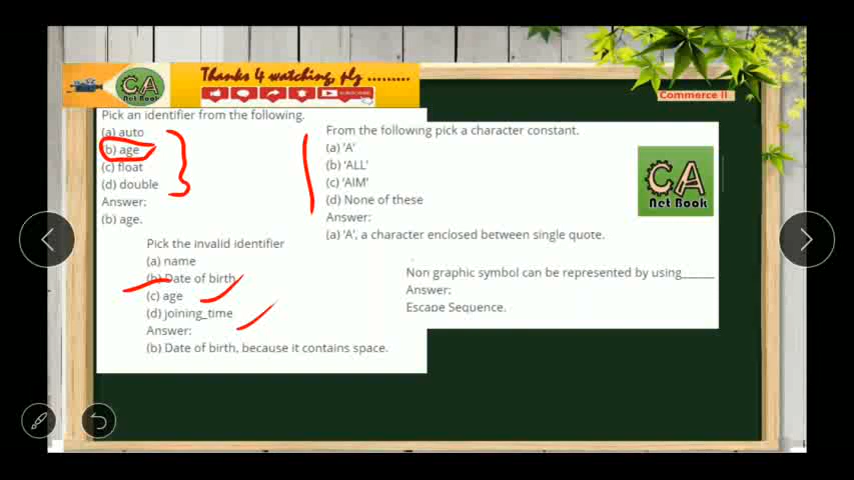 CA
Net Book
Thanks 4 watching, plz .........
SUBSCRIBE
Commerce II
Pick an identifier from the following.
(a) auto
(b) age
(c) float
(d) double
Answer:
(b) age.
Pick the invalid identifier
(a) name
(b) Date of birth
(c) age
(d) joining_time
Answer:
(b) Date of birth, because it contains space.
From the following pick a character constant.
(a) ‘A’
(b) ‘ALL’
(c) ‘AIM’
(d) None of these
Answer:
(a) ‘A’, a character enclosed between single quote.
CA
Net Book
Non graphic symbol can be represented by using______
Answer:
Escape Sequence.